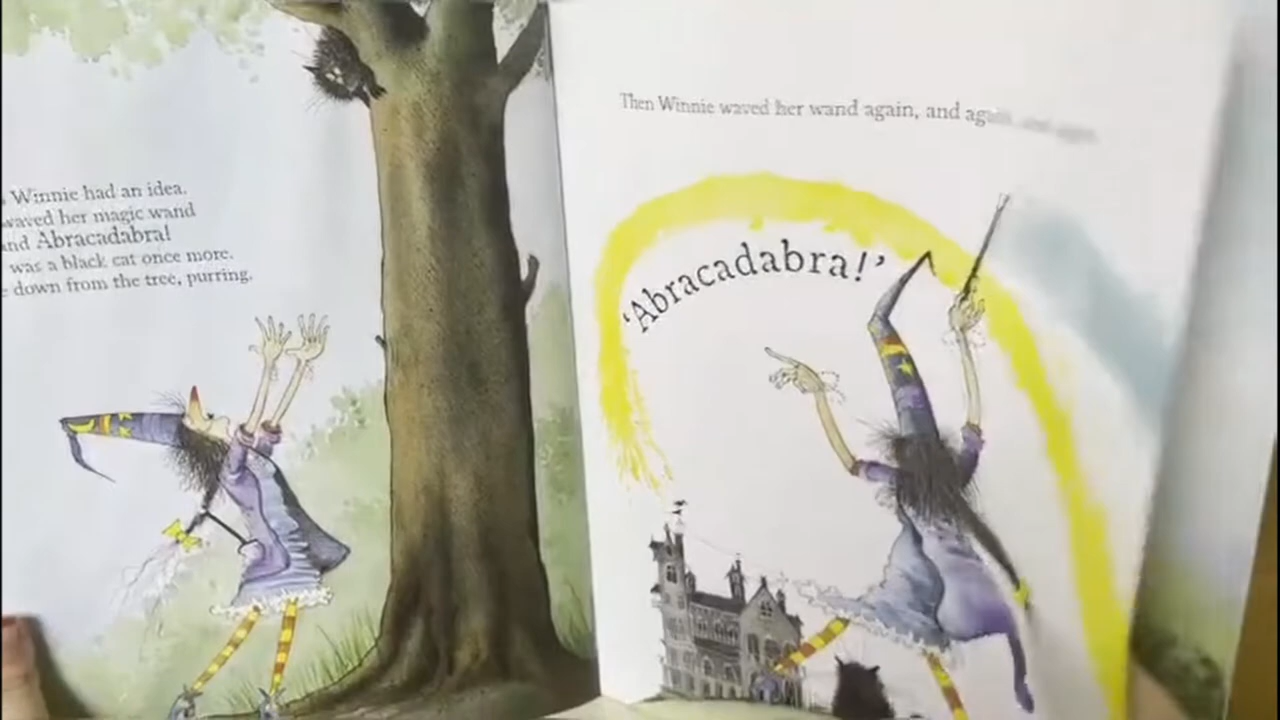 Winnie had an idea.
waved her magic wand
and Abracadabra!
was a black cat once more.
down from the tree, purring.
Then Winnie waved her wand again, and again,
'Abracadabra!'